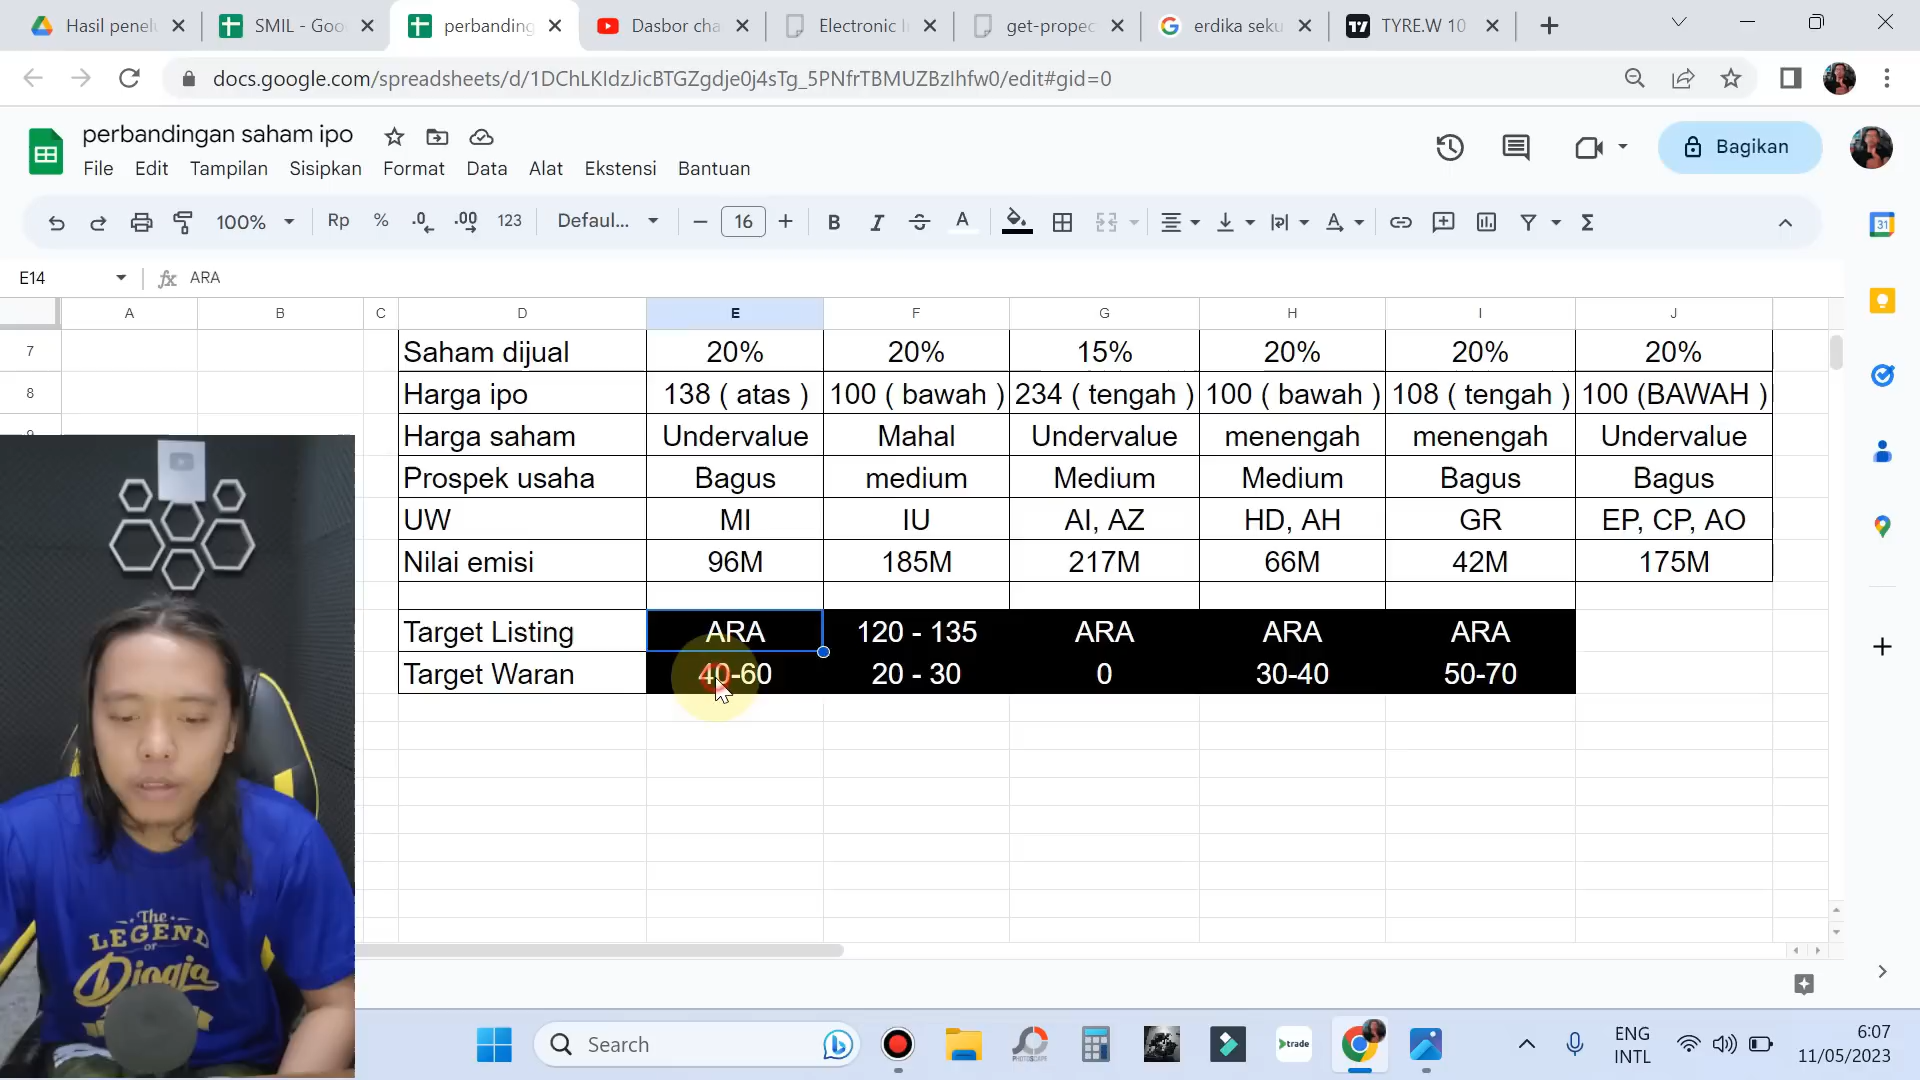 Hasil penel
SMIL - Goo
perbanding
Dasbor cha
Electronic I
get-propec
erdika seku
TYRE.W 10
docs.google.com/spreadsheets/d/1DChLKIdzJicBTGZgdje0j4sTg_5PNfrTBMUZBzIhfw0/edit#gid=0
perbandingan saham ipo
File Edit Tampilan Sisipkan Format Data Alat Ekstensi Bantuan
Bagikan
100% Rp % .0 .00 123 Defaul... 16
E14 fx ARA
A B C D E F G H I J
7 Saham dijual 20% 20% 15% 20% 20% 20%
8 Harga ipo 138 ( atas ) 100 ( bawah ) 234 ( tengah ) 100 ( bawah ) 108 ( tengah ) 100 (BAWAH )
Harga saham Undervalue Mahal Undervalue menengah menengah Undervalue
Prospek usaha Bagus medium Medium Medium Bagus Bagus
UW MI IU AI, AZ HD, AH GR EP, CP, AO
Nilai emisi 96M 185M 217M 66M 42M 175M
Target Listing ARA 120 - 135 ARA ARA ARA
Target Waran 40-60 20 - 30 0 30-40 50-70
The
LEGEND
of
Djogja
Search
PHOTOSCAPE
trade
ENG
INTL
6:07
11/05/2023